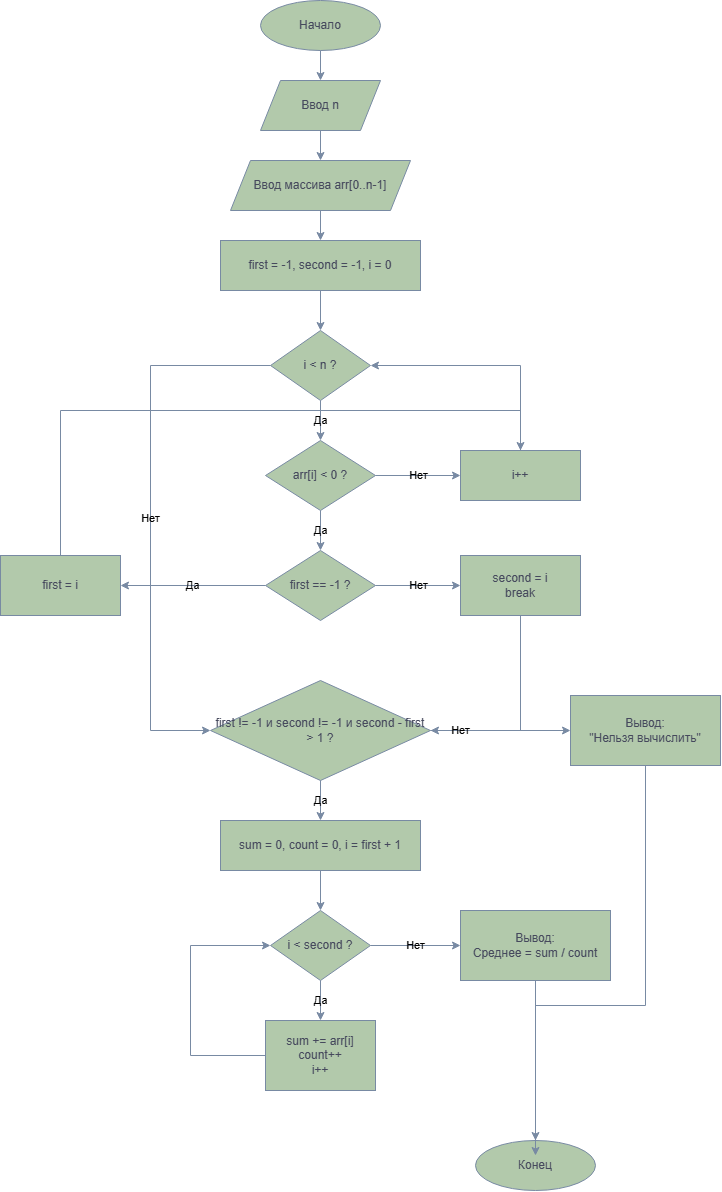 Начало
Ввод n
Ввод массива arr[0..n-1]
first = -1, second = -1, i = 0
i < n ?
Да
arr[i] < 0 ?
Нет
i++
Нет
Да
first = i
Да
first == -1 ?
Нет
second = i
break
first != -1 и second != -1 и second - first
> 1 ?
Нет
Вывод:
"Нельзя вычислить"
Да
sum = 0, count = 0, i = first + 1
i < second ?
Нет
Вывод:
Среднее = sum / count
Да
sum += arr[i]
count++
i++
Конец